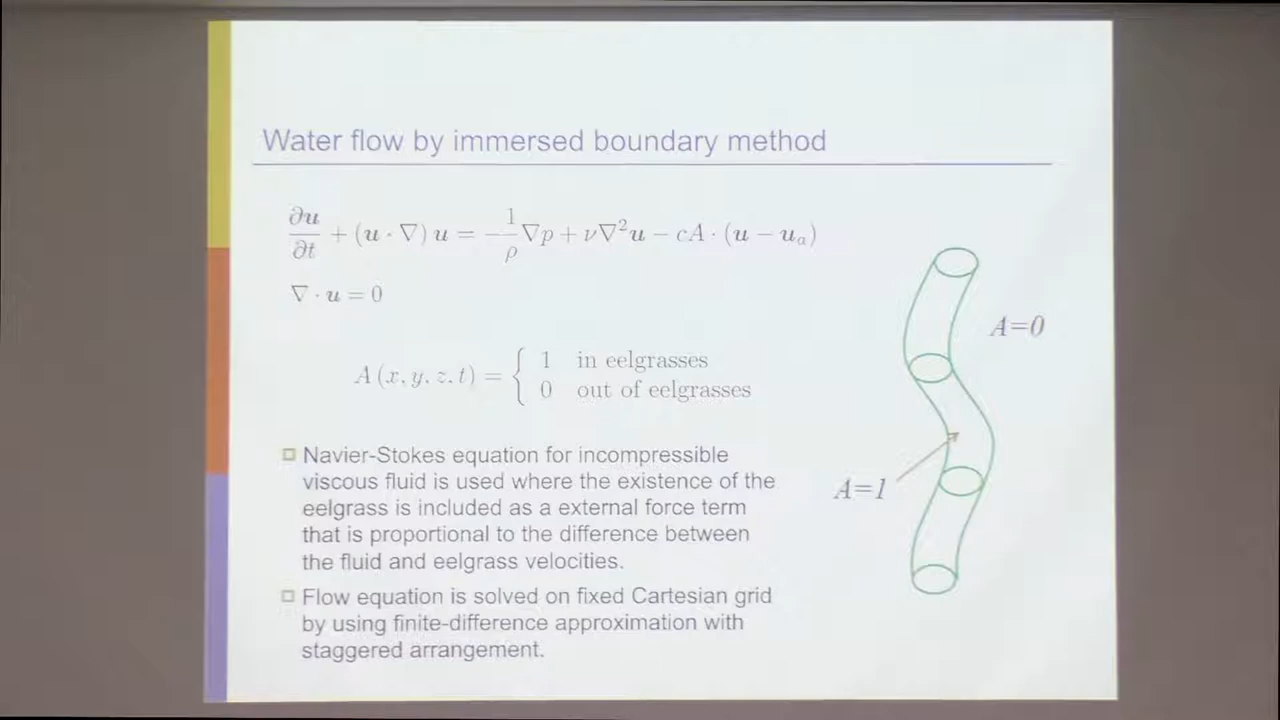 Water flow by immersed boundary method
∂u/∂t + (u · ∇) u = −1/ρ ∇p + ν∇²u − cA · (u − uₐ)
∇ · u = 0
A (x, y, z, t) = { 1 in eelgrasses
0 out of eelgrasses
A=0
A=1
Navier-Stokes equation for incompressible
viscous fluid is used where the existence of the
eelgrass is included as a external force term
that is proportional to the difference between
the fluid and eelgrass velocities.
Flow equation is solved on fixed Cartesian grid
by using finite-difference approximation with
staggered arrangement.